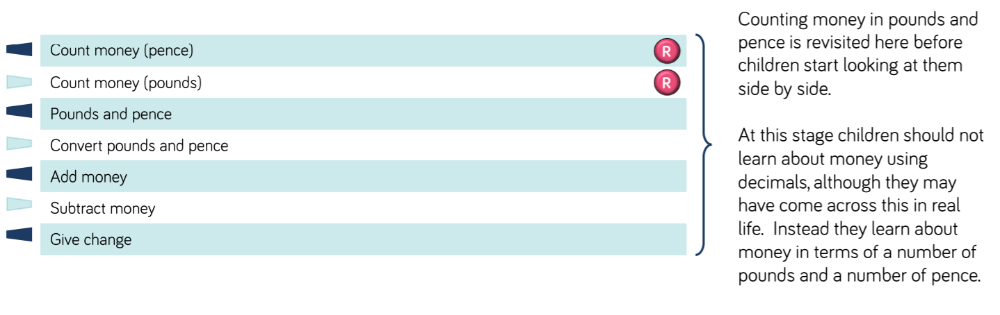 Count money (pence)
R
Count money (pounds)
R
Pounds and pence
Convert pounds and pence
Add money
Subtract money
Give change
Counting money in pounds and
pence is revisited here before
children start looking at them
side by side.
At this stage children should not
learn about money using
decimals, although they may
have come across this in real
life. Instead they learn about
money in terms of a number of
pounds and a number of pence.